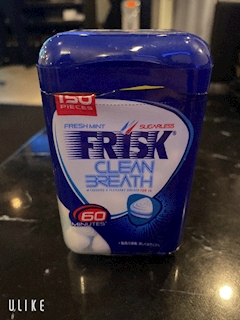 150
PIECES
FRESH MINT SUGARLESS
FRISK
CLEAN
BREATH
60
MINUTES
ULIKE